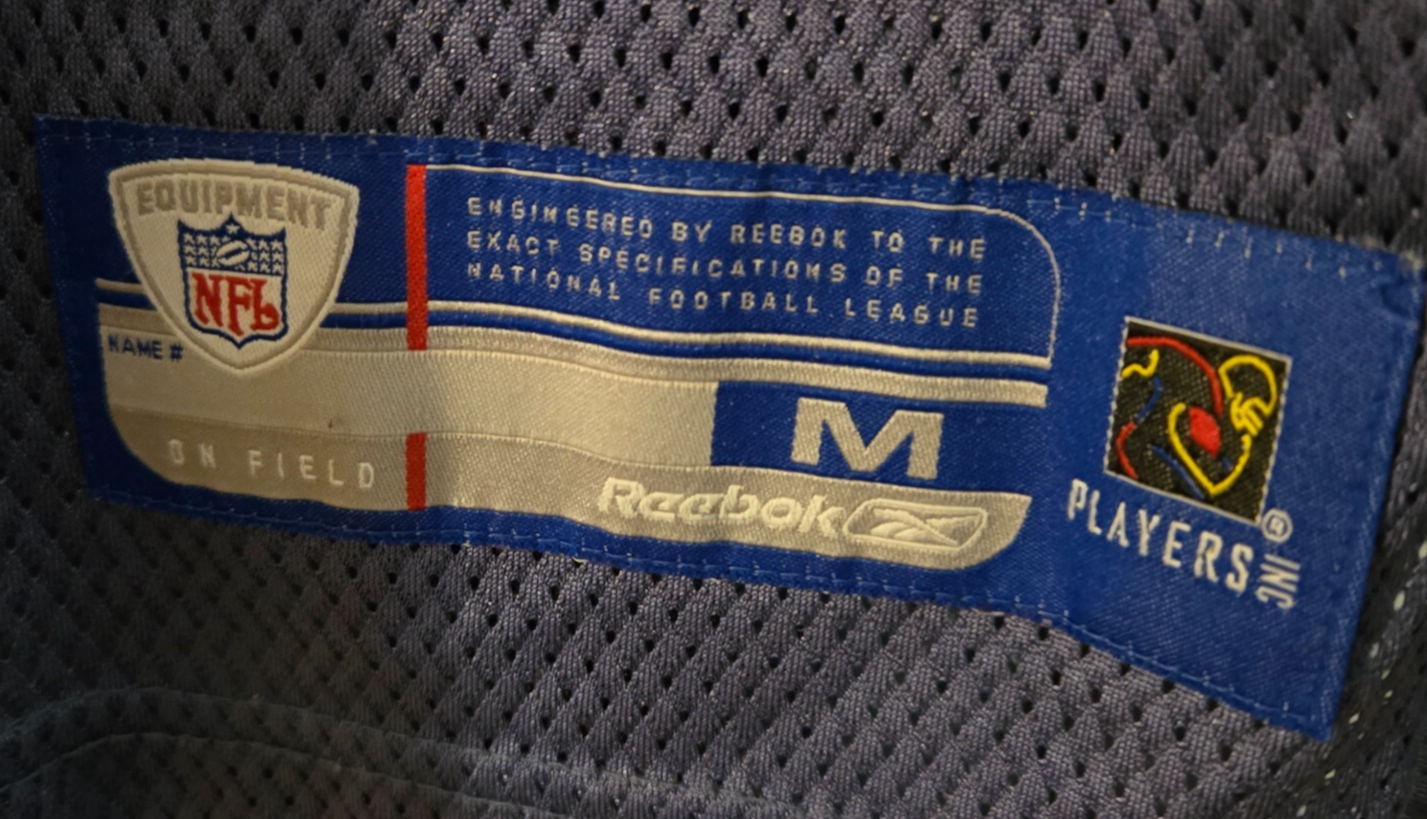 EQUIPMENT
NFL
ENGINEERED BY REEBOK TO THE
EXACT SPECIFICATIONS OF THE
NATIONAL FOOTBALL LEAGUE
NAME #
M
ON FIELD
Reebok
PLAYERS INC ®